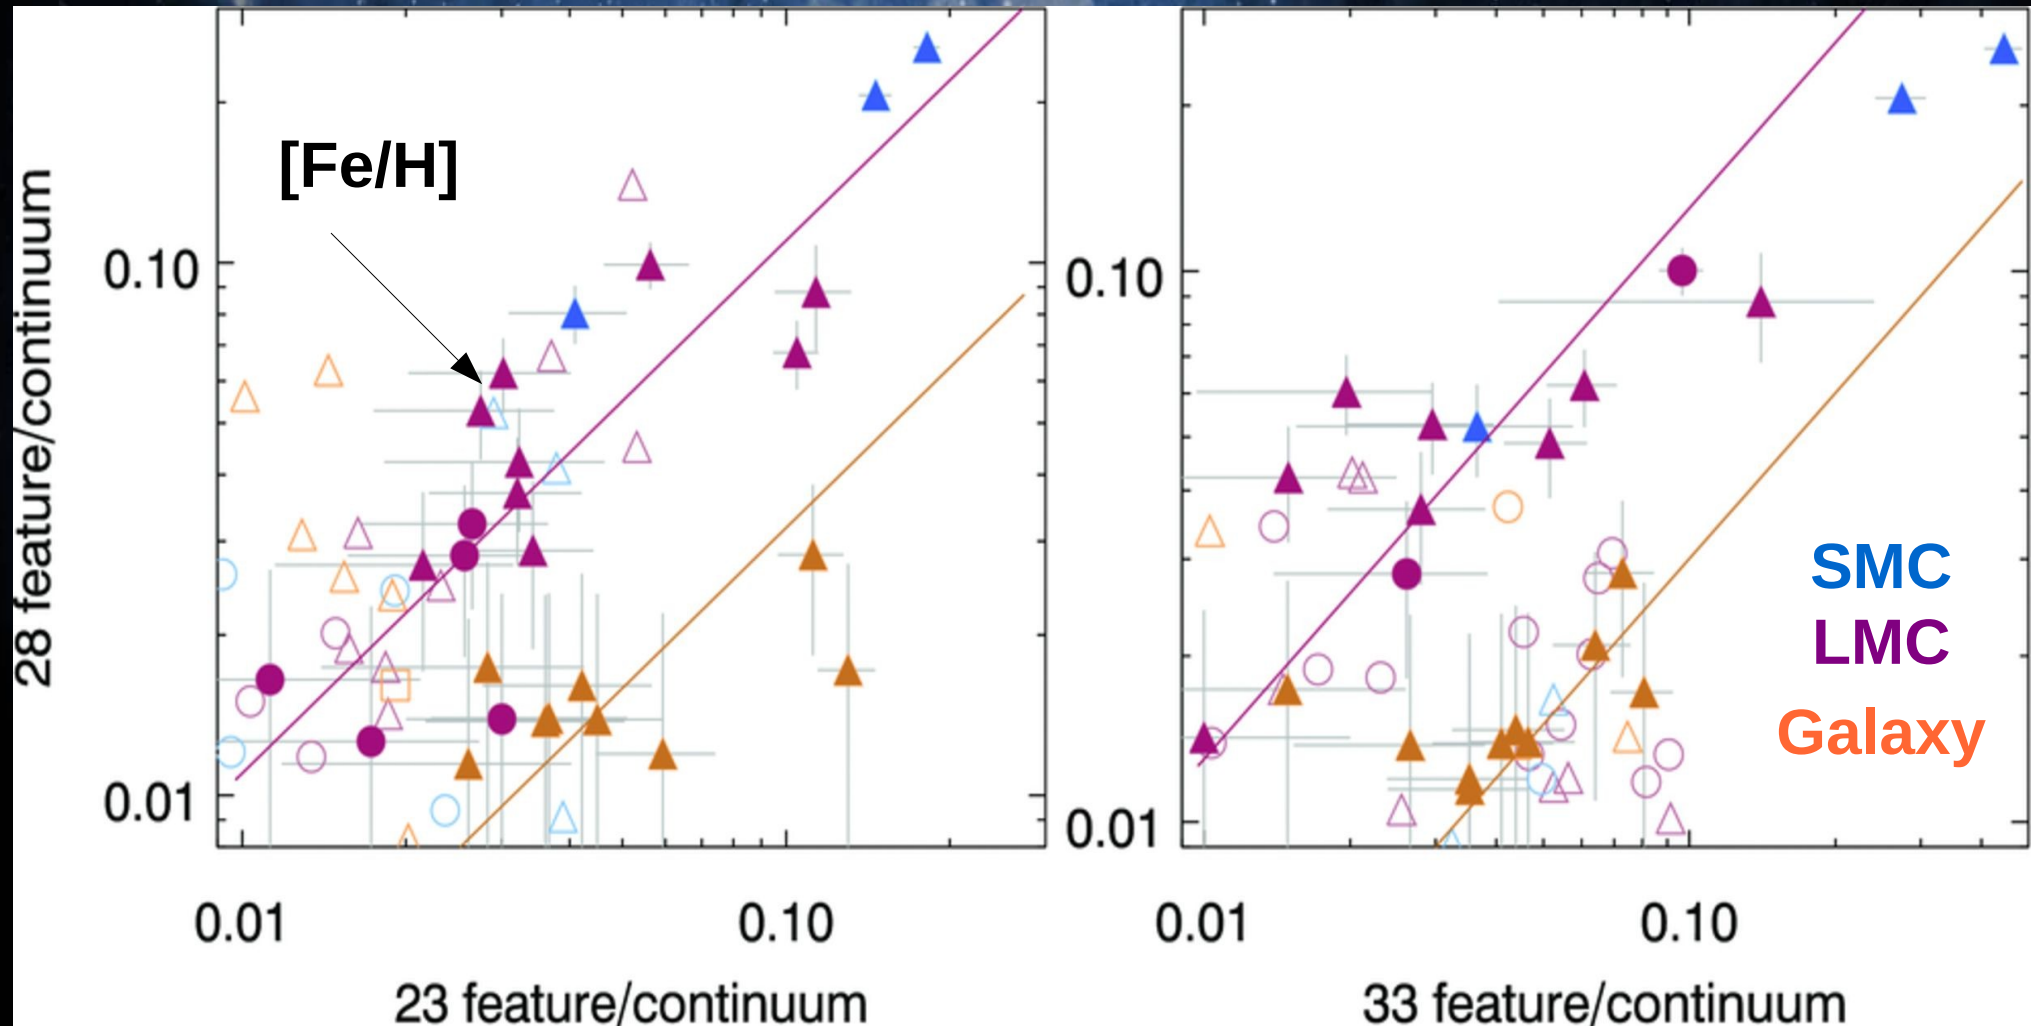 [Fe/H]
28 feature/continuum
0.10
0.01
0.01
0.10
23 feature/continuum
0.10
0.01
0.01
0.10
33 feature/continuum
SMC
LMC
Galaxy